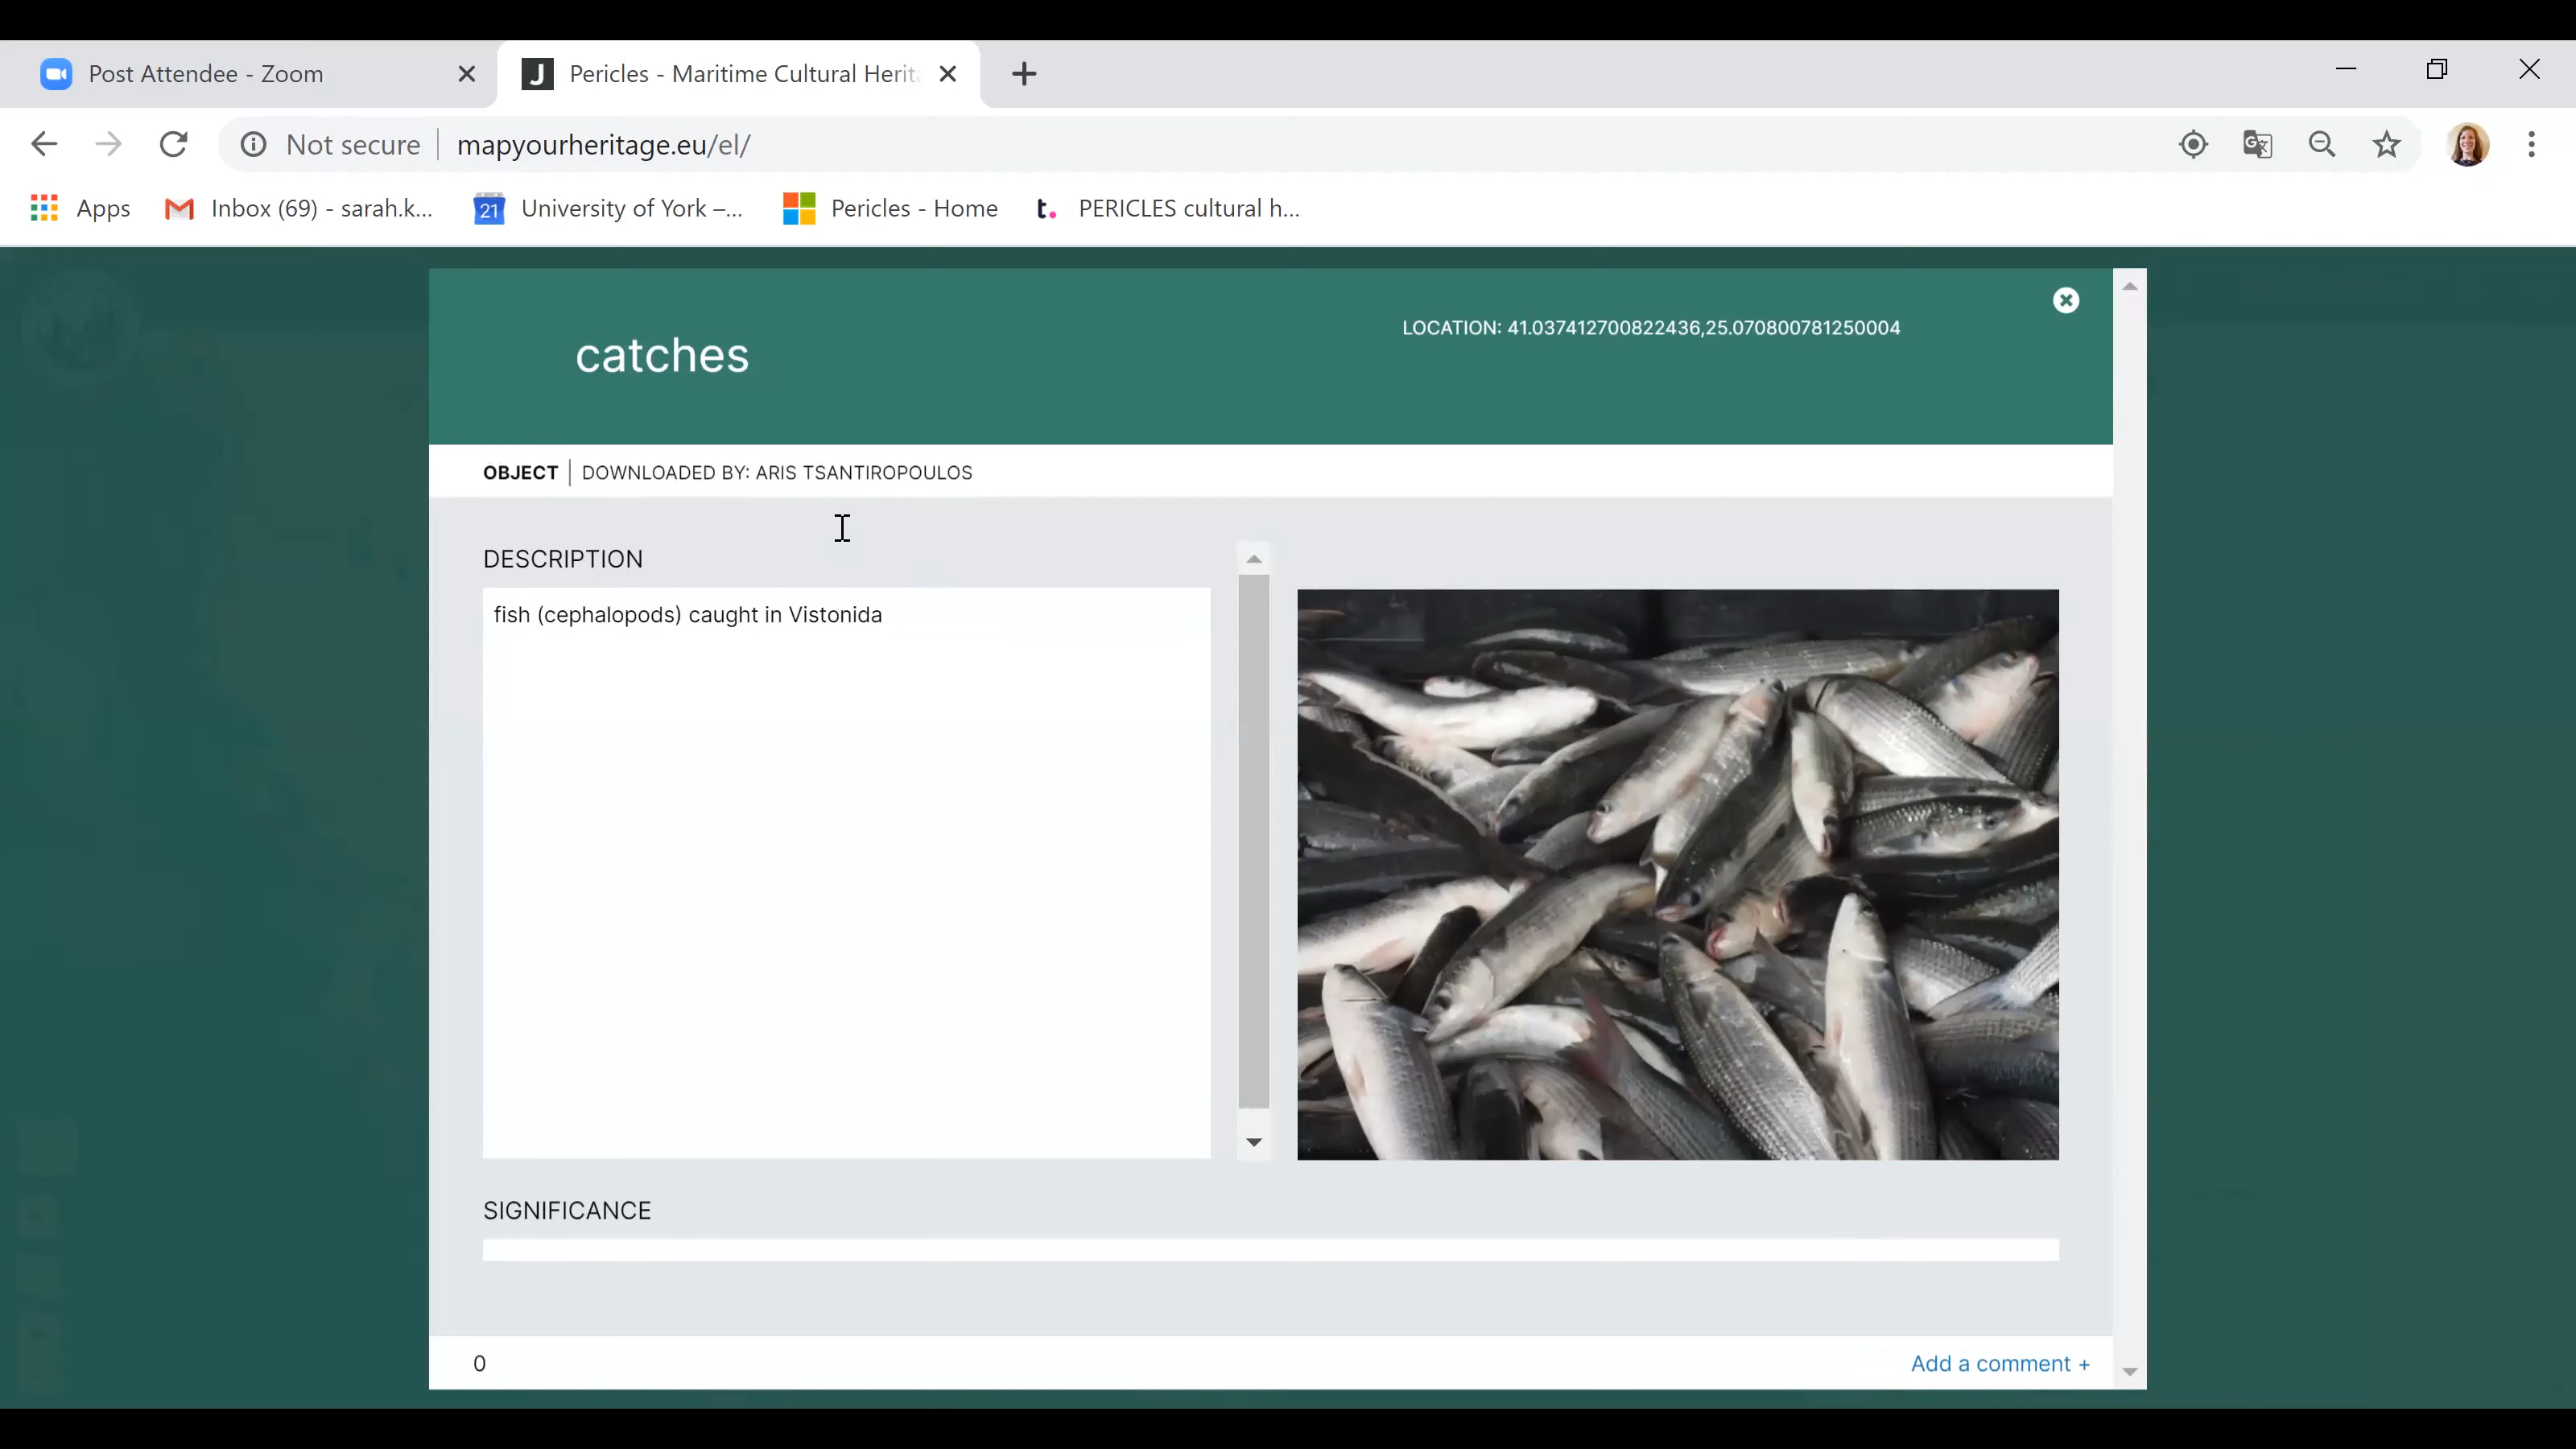 Post Attendee - Zoom
Pericles - Maritime Cultural Herita
Not secure
mapyourheritage.eu/el/
Apps
Inbox (69) - sarah.k...
21
University of York –...
Pericles - Home
t.
PERICLES cultural h...
catches
LOCATION: 41.037412700822436,25.070800781250004
OBJECT
DOWNLOADED BY: ARIS TSANTIROPOULOS
DESCRIPTION
fish (cephalopods) caught in Vistonida
SIGNIFICANCE
0
Add a comment +